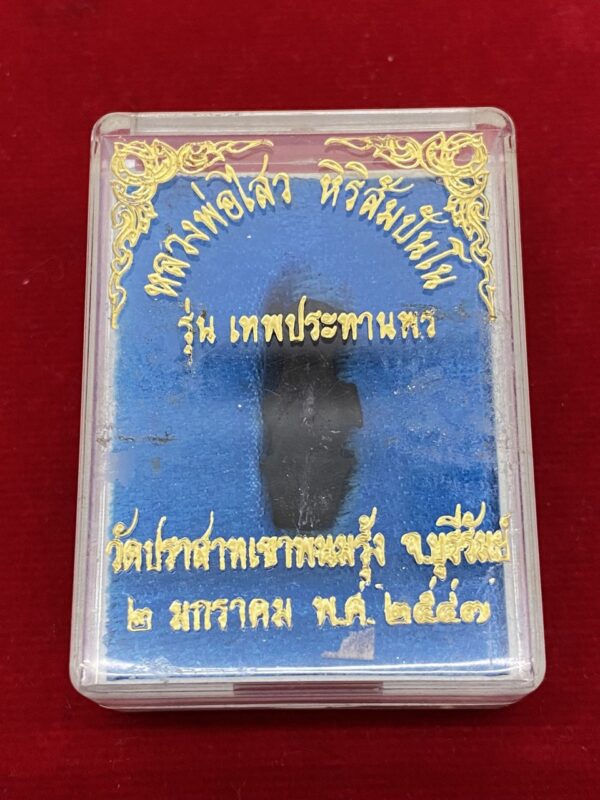 หลวงพ่อไสว หิริสัมปันโน
รุ่น เทพประทานพร
วัดปราสาทเขาพนมรุ้ง จ.บุรีรัมย์
๒ มกราคม พ.ศ. ๒๕๔๗